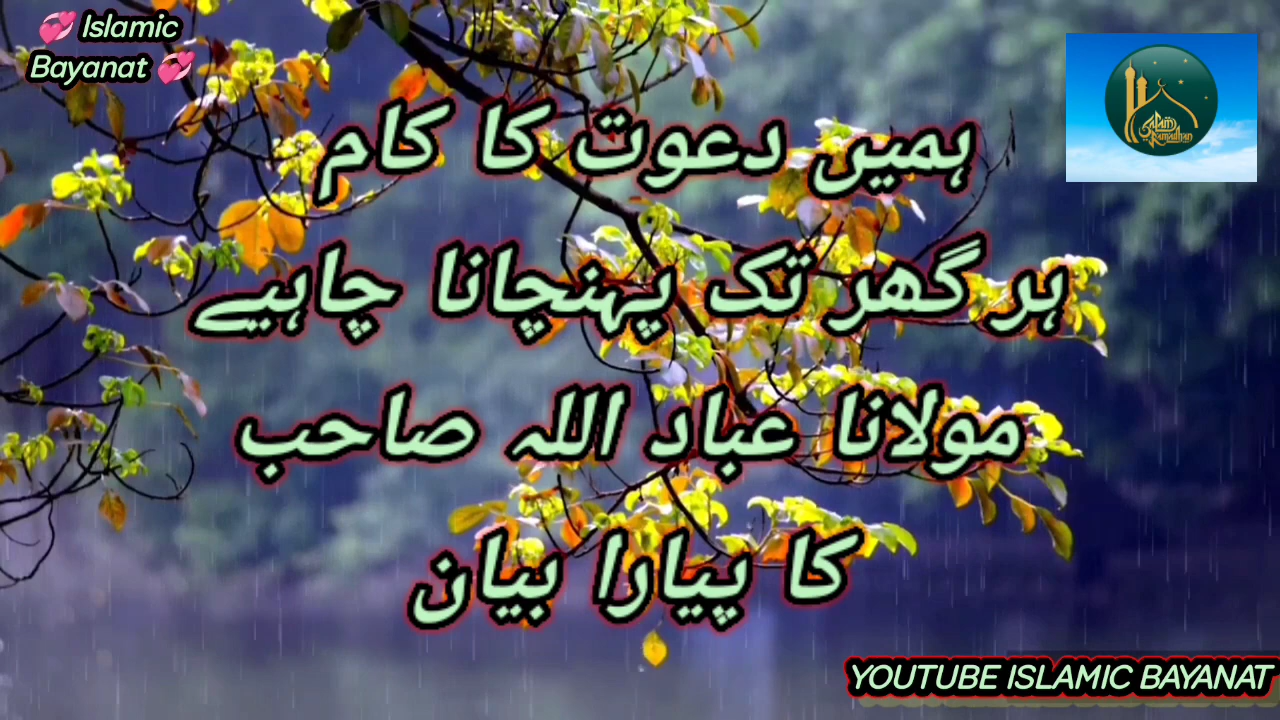 💞 Islamic
Bayanat 💞
ہمیں دعوت کا کام
ہر گھر تک پہنچانا چاہیے
مولانا عباد اللہ صاحب
کا پیارا بیان
Ramadhan
YOUTUBE ISLAMIC BAYANAT